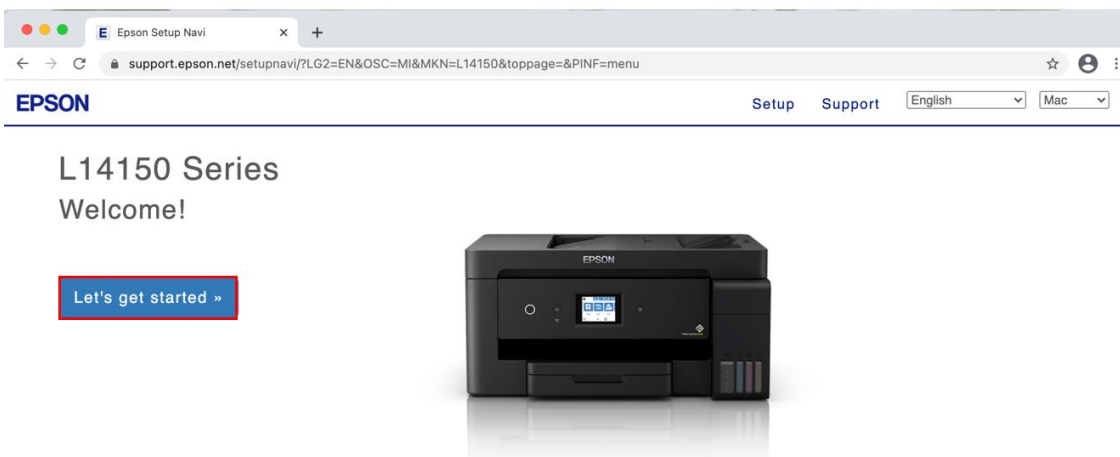 E Epson Setup Navi
support.epson.net/setupnavi/?LG2=EN&OSC=MI&MKN=L14150&toppage=&PINF=menu
EPSON Setup Support English Mac
L14150 Series
Welcome!
Let's get started »
EPSON